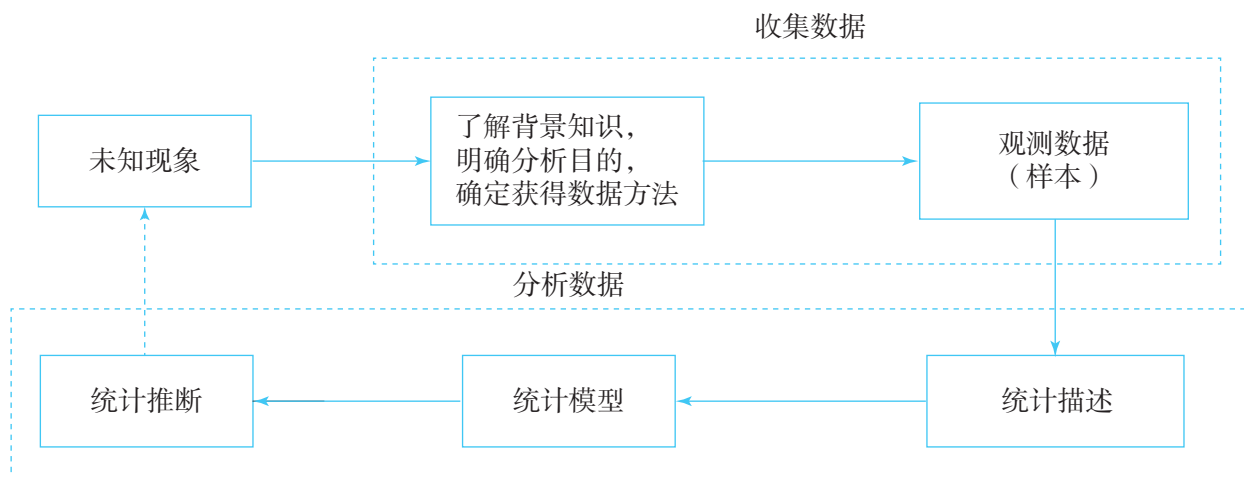 收集数据
未知现象
了解背景知识，
明确分析目的，
确定获得数据方法
观测数据
（样本）
分析数据
统计推断
统计模型
统计描述